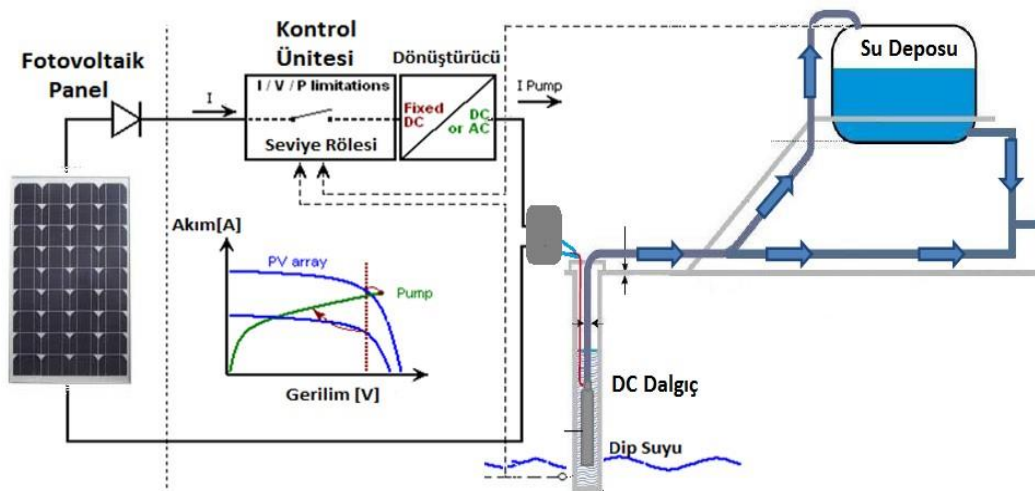 Fotovoltaik
Panel
Kontrol
Ünitesi
Dönüştürücü
I
I / V / P limitations
Seviye Rölesi
Fixed
DC
DC
or AC
I Pump
Su Deposu
Akım[A]
PV array
Pump
Gerilim [V]
DC Dalgıç
Dip Suyu